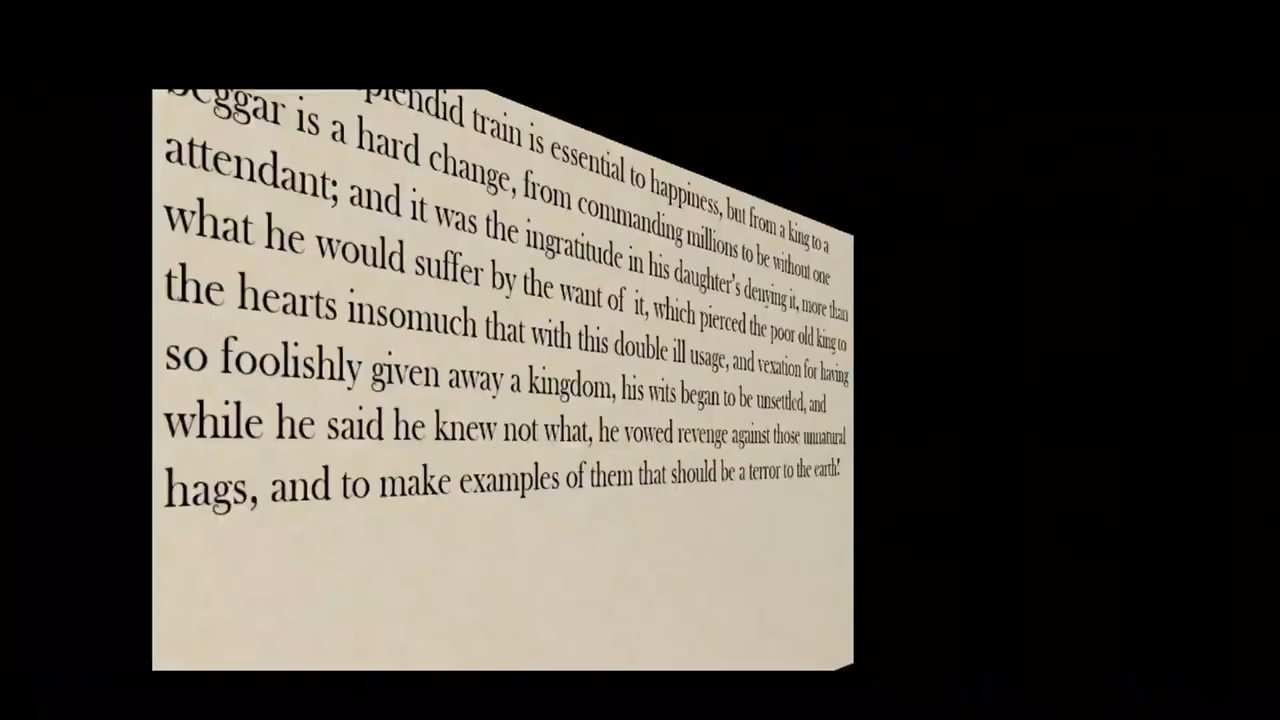 splendid train is essential to happiness, but from a king to a
beggar is a hard change, from commanding millions to be without one
attendant; and it was the ingratitude in his daughter's denying it, more than
what he would suffer by the want of it, which pierced the poor old king to
the hearts insomuch that with this double ill usage, and vexation for having
so foolishly given away a kingdom, his wits began to be unsettled, and
while he said he knew not what, he vowed revenge against those unnatural
hags, and to make examples of them that should be a terror to the earth!'